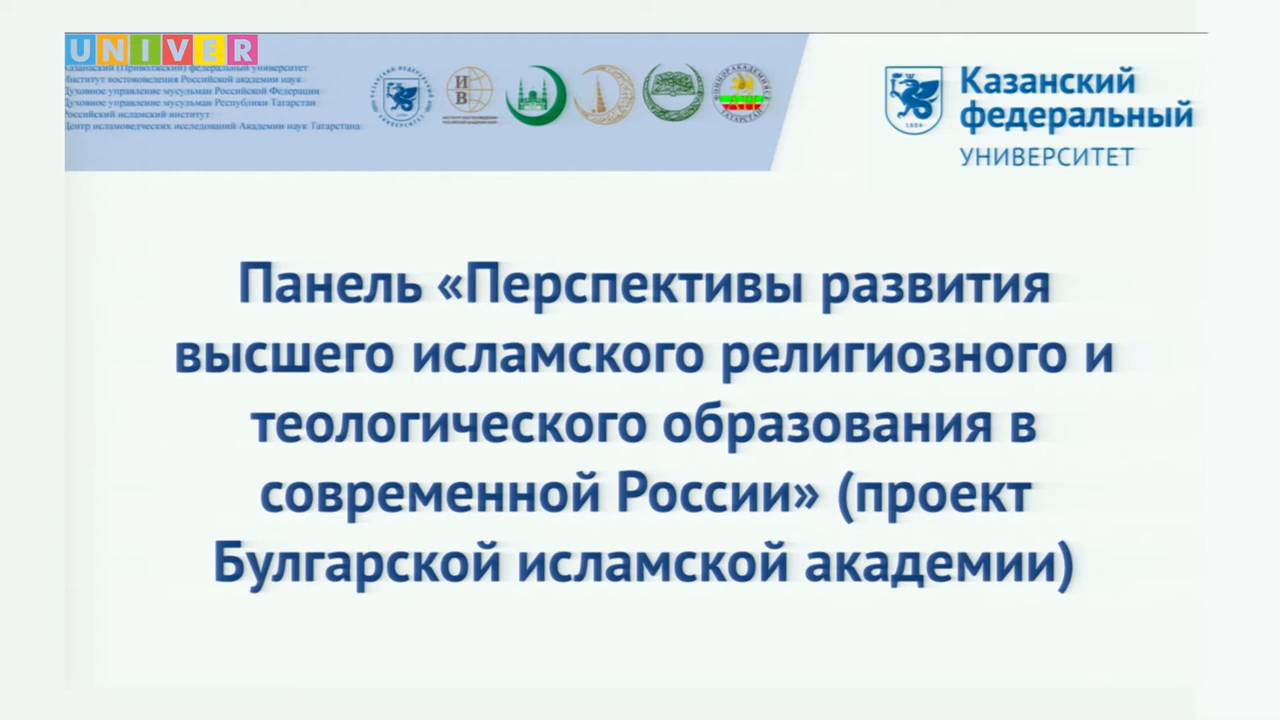 UNIVER
Казанский (Приволжский) федеральный университет
Институт востоковедения Российской академии наук
Духовное управление мусульман Российской Федерации
Духовное управление мусульман Республики Татарстан
Российский исламский институт
Центр исламоведческих исследований Академии наук Татарстана
И
В
Казанский
федеральный
УНИВЕРСИТЕТ
1804
Панель «Перспективы развития
высшего исламского религиозного и
теологического образования в
современной России» (проект
Булгарской исламской академии)